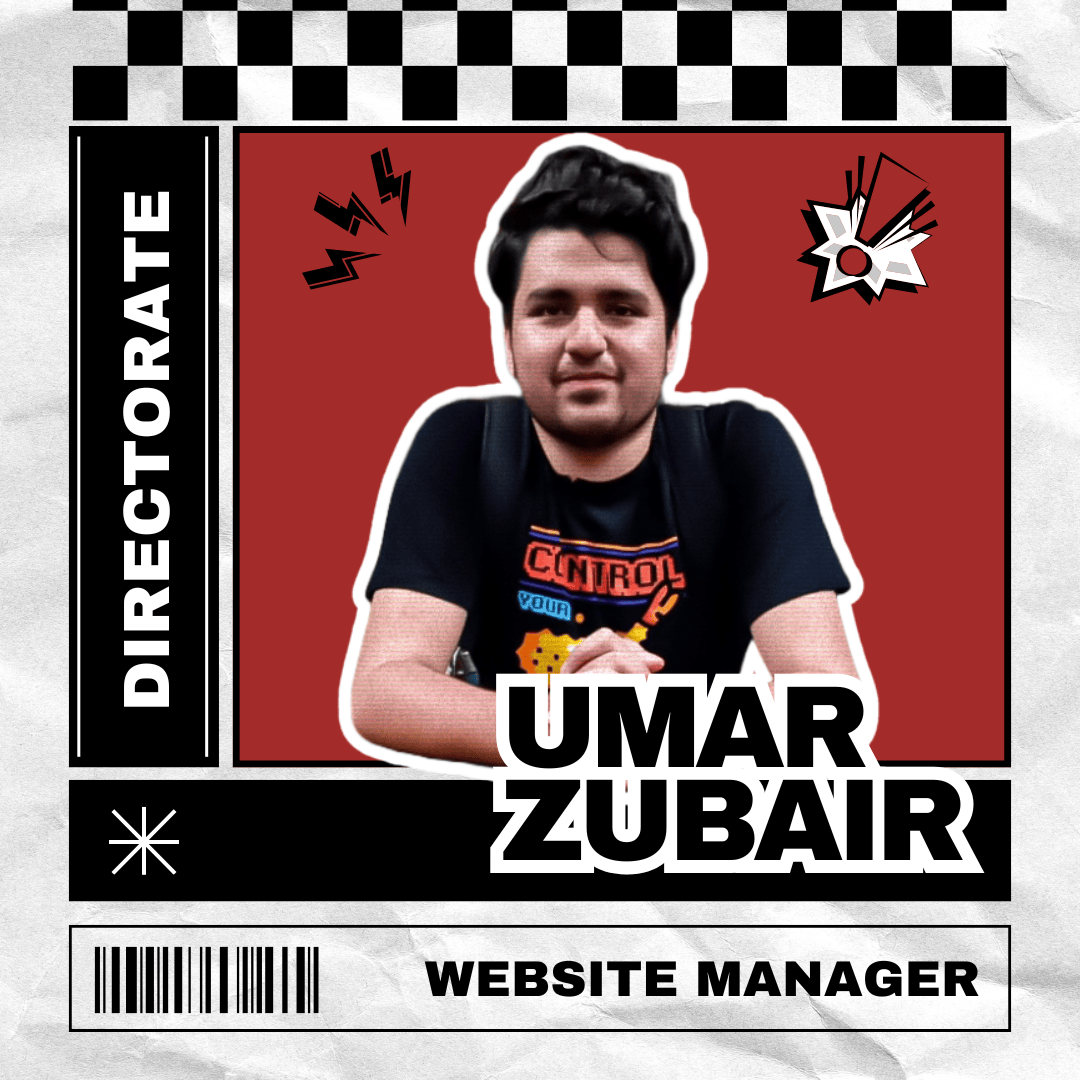 DIRECTORATE
CONTROL
YOUR
UMAR
ZUBAIR
WEBSITE MANAGER